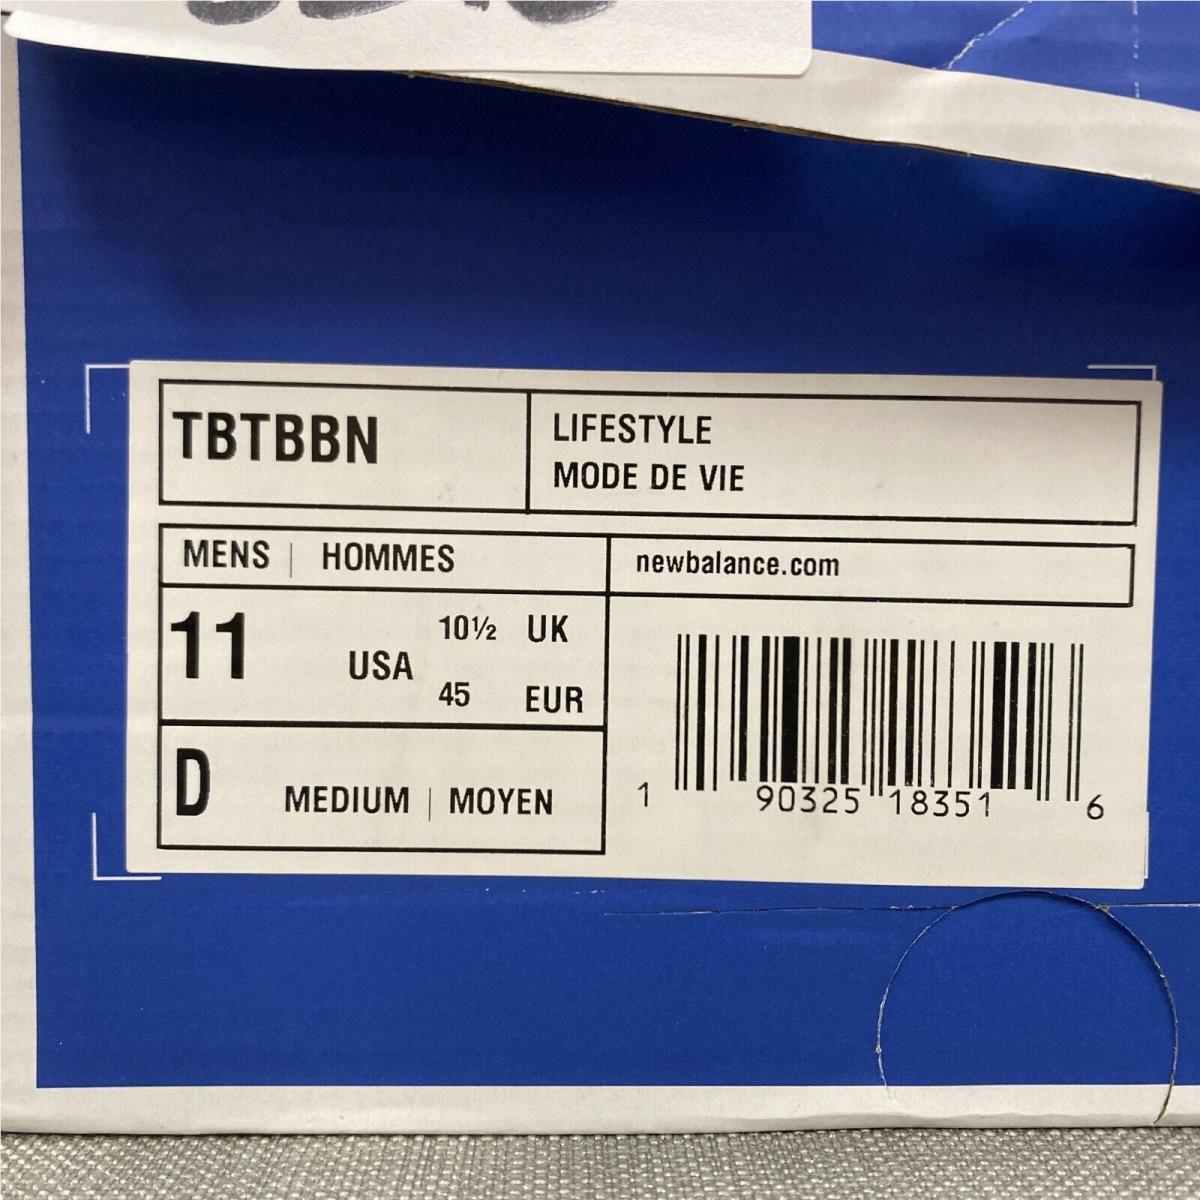 TBTBBN
LIFESTYLE
MODE DE VIE
MENS | HOMMES
newbalance.com
11 USA
10½ UK
45 EUR
D MEDIUM | MOYEN
1 90325 18351 6